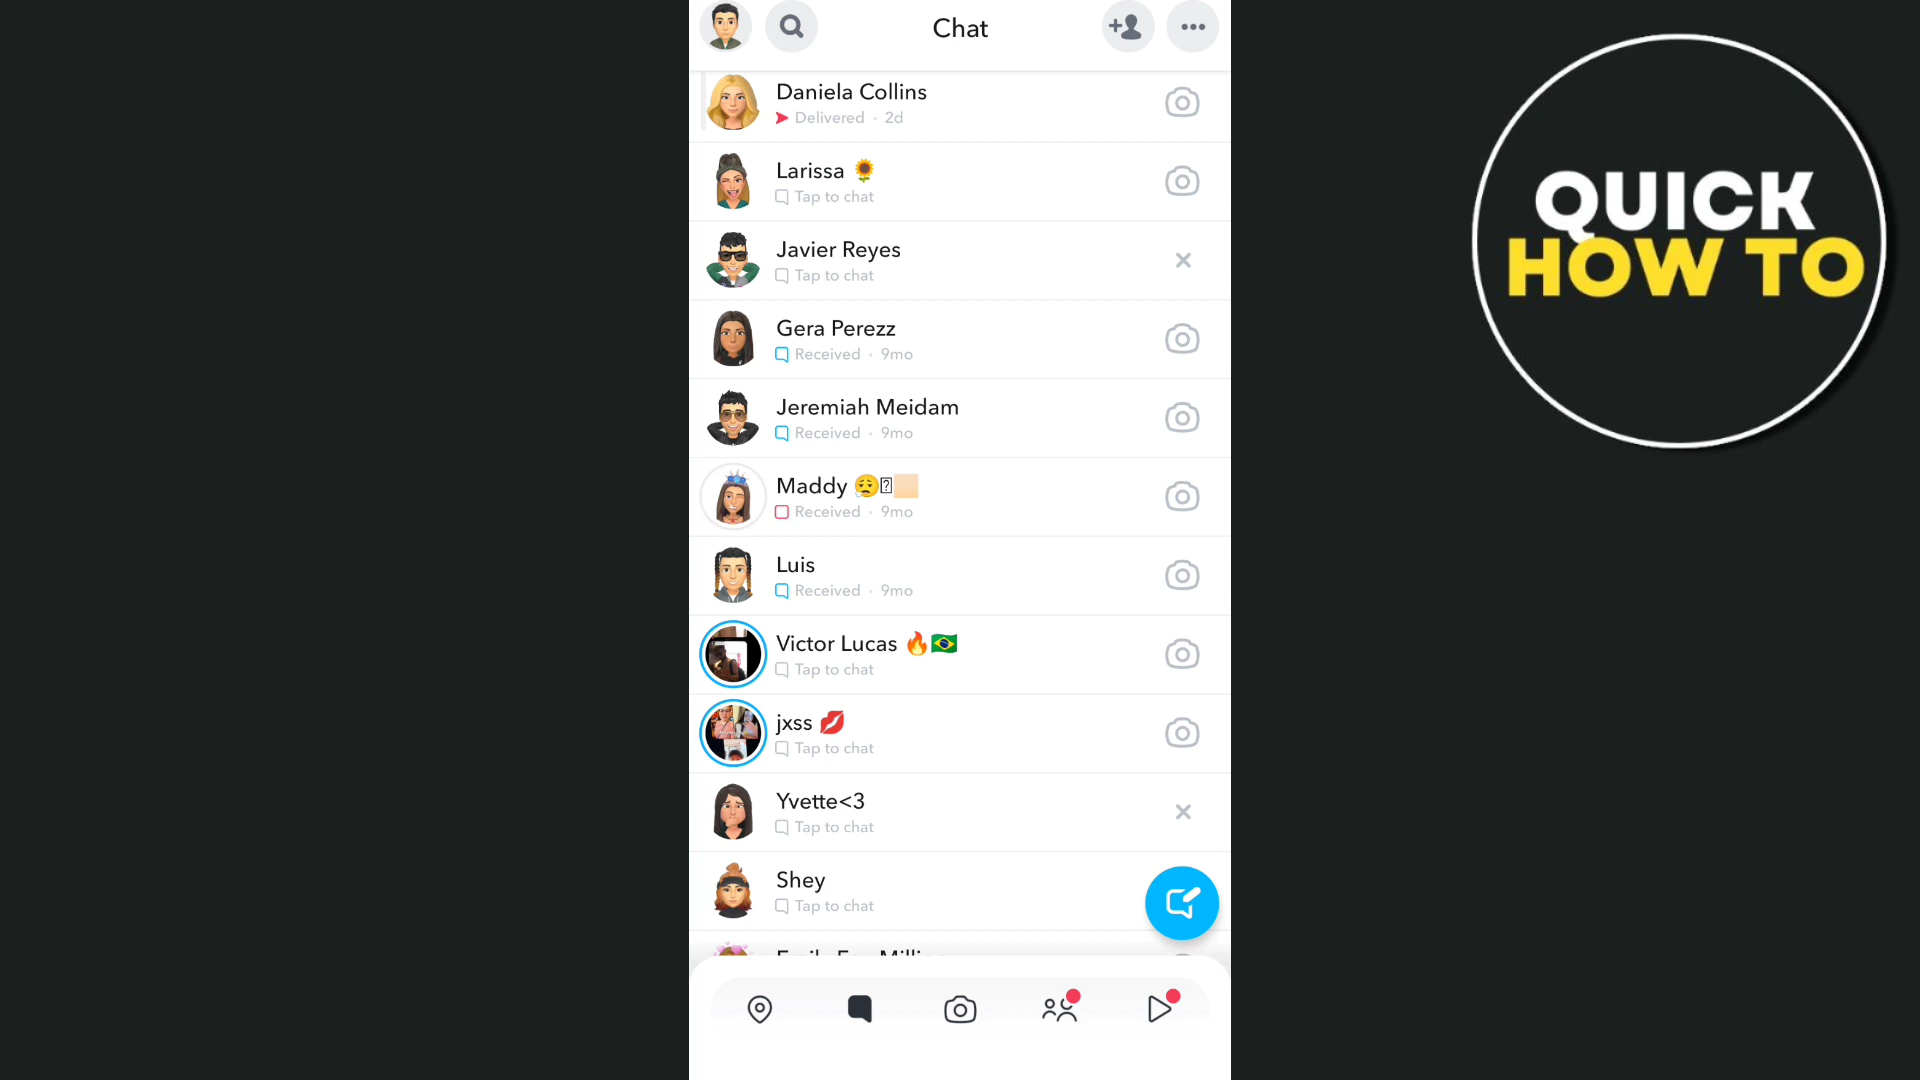 Chat
Daniela Collins
Delivered · 2d
Larissa 🌻
Tap to chat
Javier Reyes
Tap to chat
Gera Perezz
Received · 9mo
Jeremiah Meidam
Received · 9mo
Maddy 😮‍💨
Received · 9mo
Luis
Received · 9mo
Victor Lucas 🔥🇧🇷
Tap to chat
jxss 💋
Tap to chat
Yvette<3
Tap to chat
Shey
Tap to chat
QUICK
HOW TO